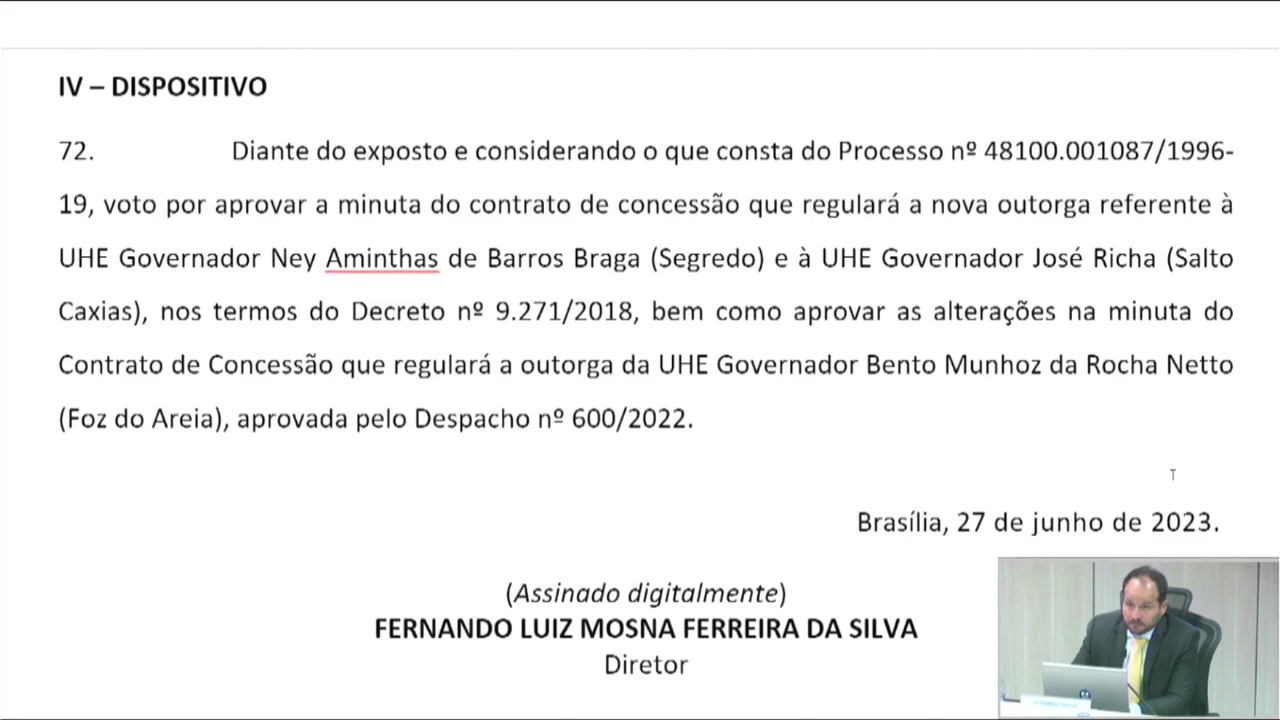 IV – DISPOSITIVO
72. Diante do exposto e considerando o que consta do Processo nº 48100.001087/1996-
19, voto por aprovar a minuta do contrato de concessão que regulará a nova outorga referente à
UHE Governador Ney Aminthas de Barros Braga (Segredo) e à UHE Governador José Richa (Salto
Caxias), nos termos do Decreto nº 9.271/2018, bem como aprovar as alterações na minuta do
Contrato de Concessão que regulará a outorga da UHE Governador Bento Munhoz da Rocha Netto
(Foz do Areia), aprovada pelo Despacho nº 600/2022.
Brasília, 27 de junho de 2023.
(Assinado digitalmente)
FERNANDO LUIZ MOSNA FERREIRA DA SILVA
Diretor